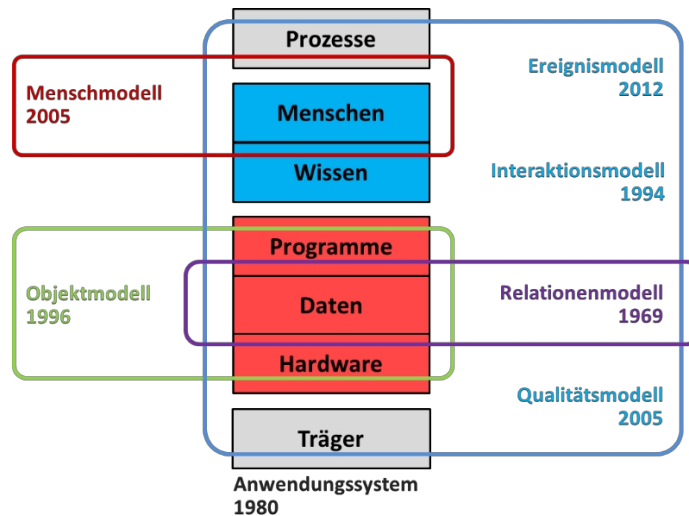 Prozesse
Ereignismodell
2012
Menschmodell
2005
Menschen
Wissen
Interaktionsmodell
1994
Programme
Objektmodell
1996
Daten
Relationenmodell
1969
Hardware
Qualitätsmodell
2005
Träger
Anwendungssystem
1980